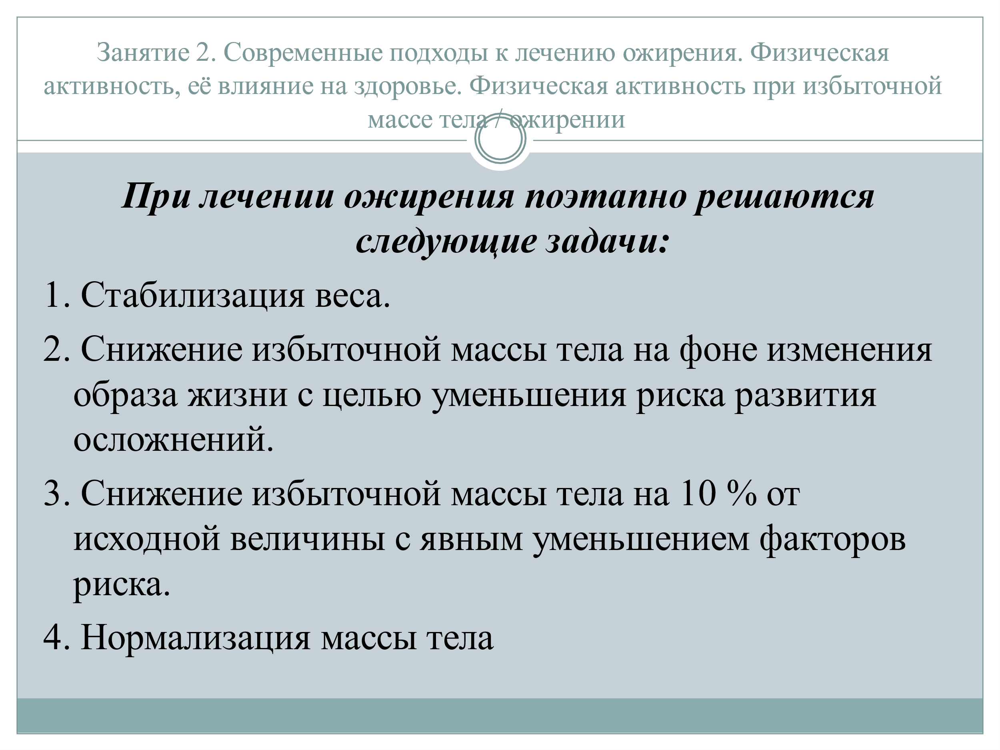 Занятие 2. Современные подходы к лечению ожирения. Физическая
активность, её влияние на здоровье. Физическая активность при избыточной
массе тела / ожирении
При лечении ожирения поэтапно решаются
следующие задачи:
1. Стабилизация веса.
2. Снижение избыточной массы тела на фоне изменения
образа жизни с целью уменьшения риска развития
осложнений.
3. Снижение избыточной массы тела на 10 % от
исходной величины с явным уменьшением факторов
риска.
4. Нормализация массы тела